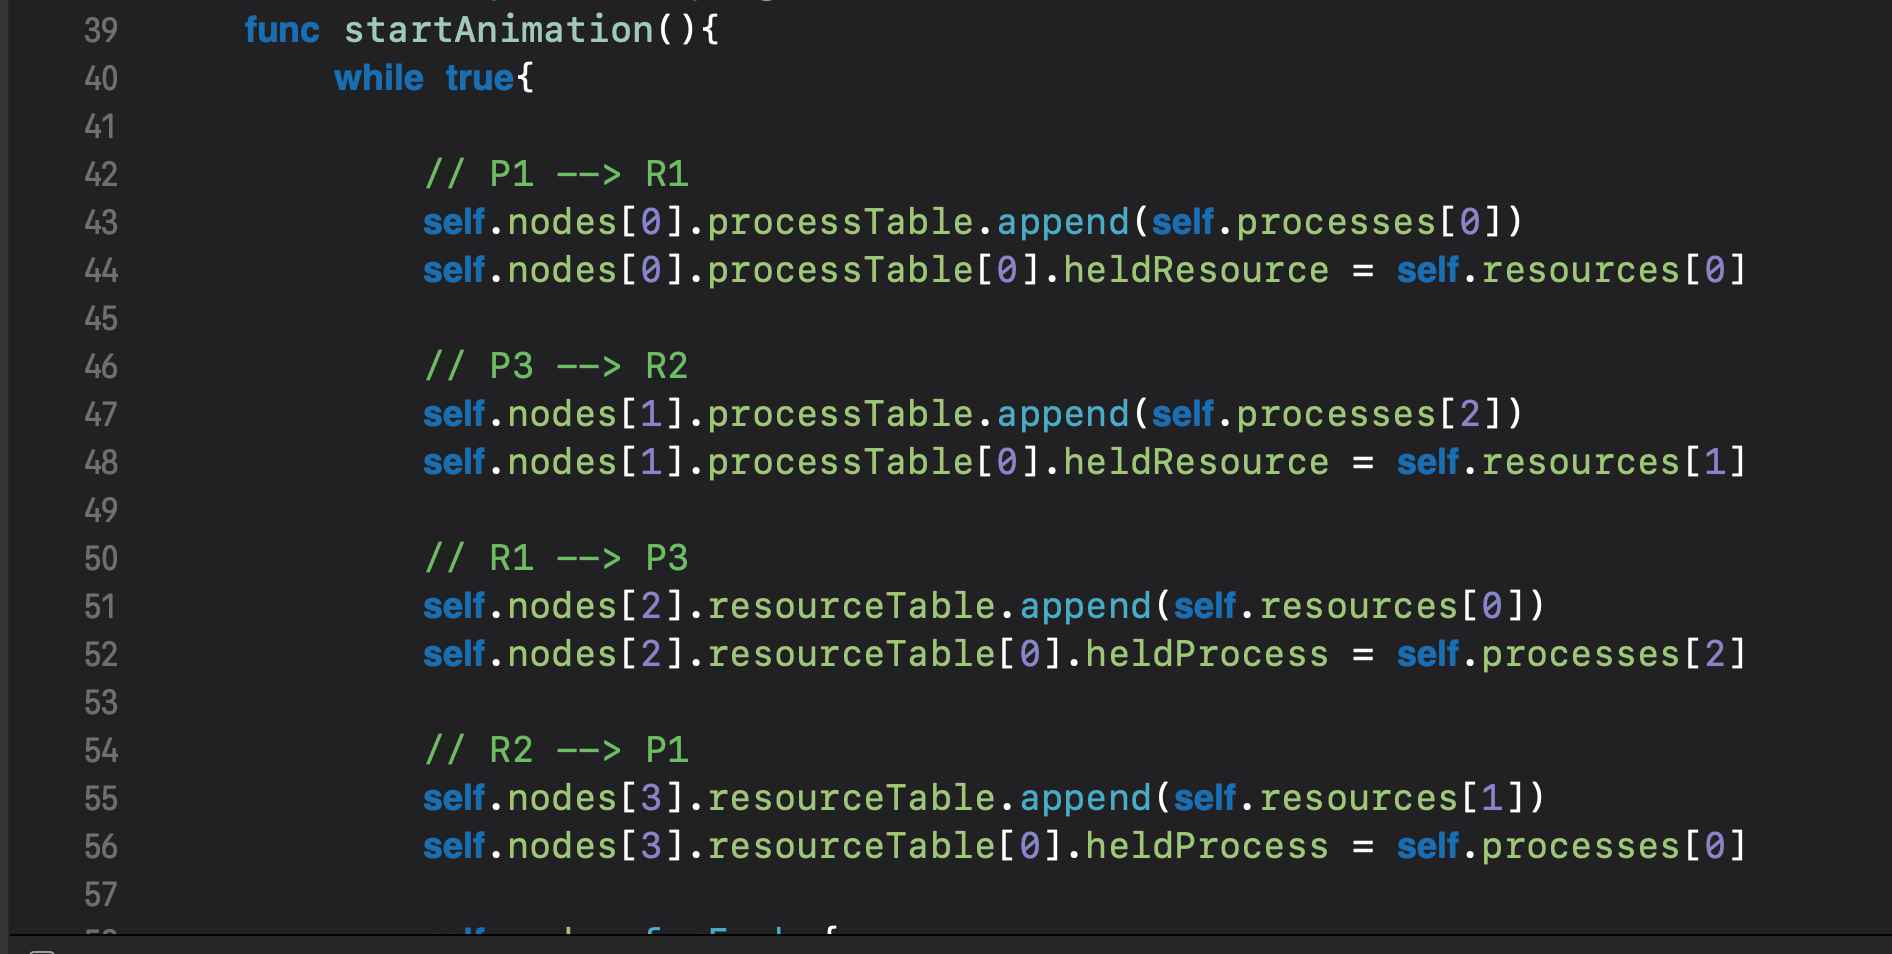 39 func startAnimation(){
40 while true{
41
42 // P1 --> R1
43 self.nodes[0].processTable.append(self.processes[0])
44 self.nodes[0].processTable[0].heldResource = self.resources[0]
45
46 // P3 --> R2
47 self.nodes[1].processTable.append(self.processes[2])
48 self.nodes[1].processTable[0].heldResource = self.resources[1]
49
50 // R1 --> P3
51 self.nodes[2].resourceTable.append(self.resources[0])
52 self.nodes[2].resourceTable[0].heldProcess = self.processes[2]
53
54 // R2 --> P1
55 self.nodes[3].resourceTable.append(self.resources[1])
56 self.nodes[3].resourceTable[0].heldProcess = self.processes[0]
57